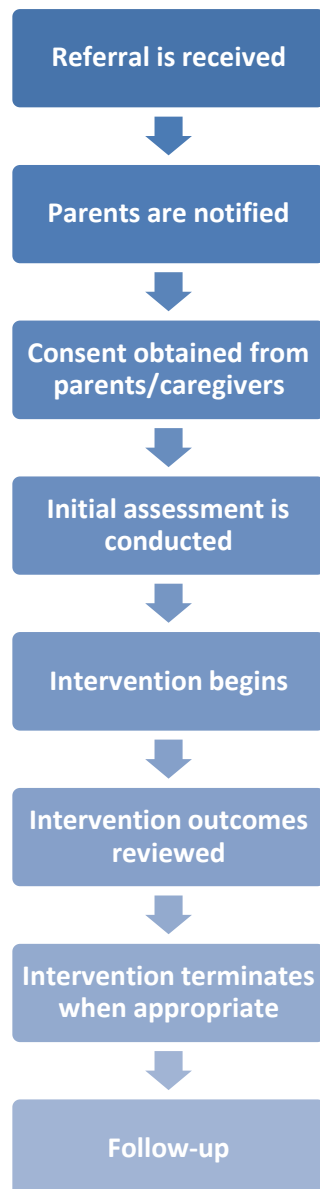 Referral is received
Parents are notified
Consent obtained from
parents/caregivers
Initial assessment is
conducted
Intervention begins
Intervention outcomes
reviewed
Intervention terminates
when appropriate
Follow-up